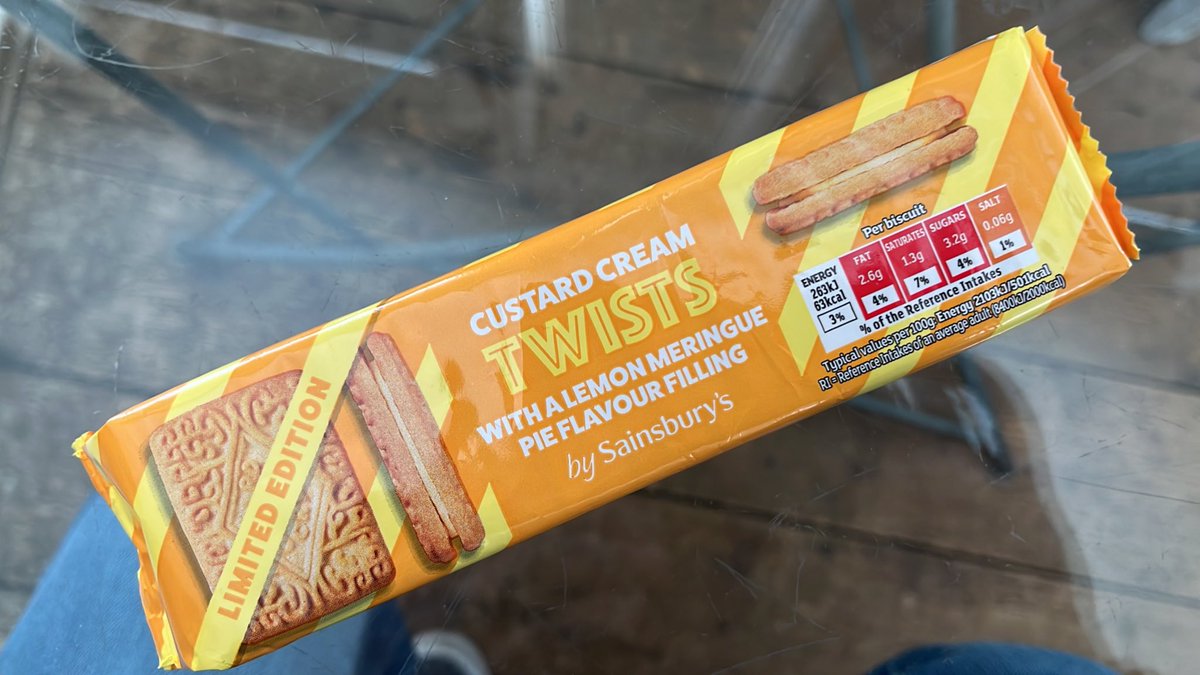 LIMITED EDITION
CUSTARD CREAM
TWISTS
WITH A LEMON MERINGUE
PIE FLAVOUR FILLING
by Sainsbury's
Per biscuit
ENERGY
263kJ
63kcal
3%
FAT
2.6g
4%
SATURATES
1.3g
7%
SUGARS
3.2g
4%
SALT
0.06g
1%
% of the Reference Intakes
Typical values per 100g: Energy 2103kJ/501kcal
RI = Reference Intakes of an average adult (8400kJ/2000kcal)